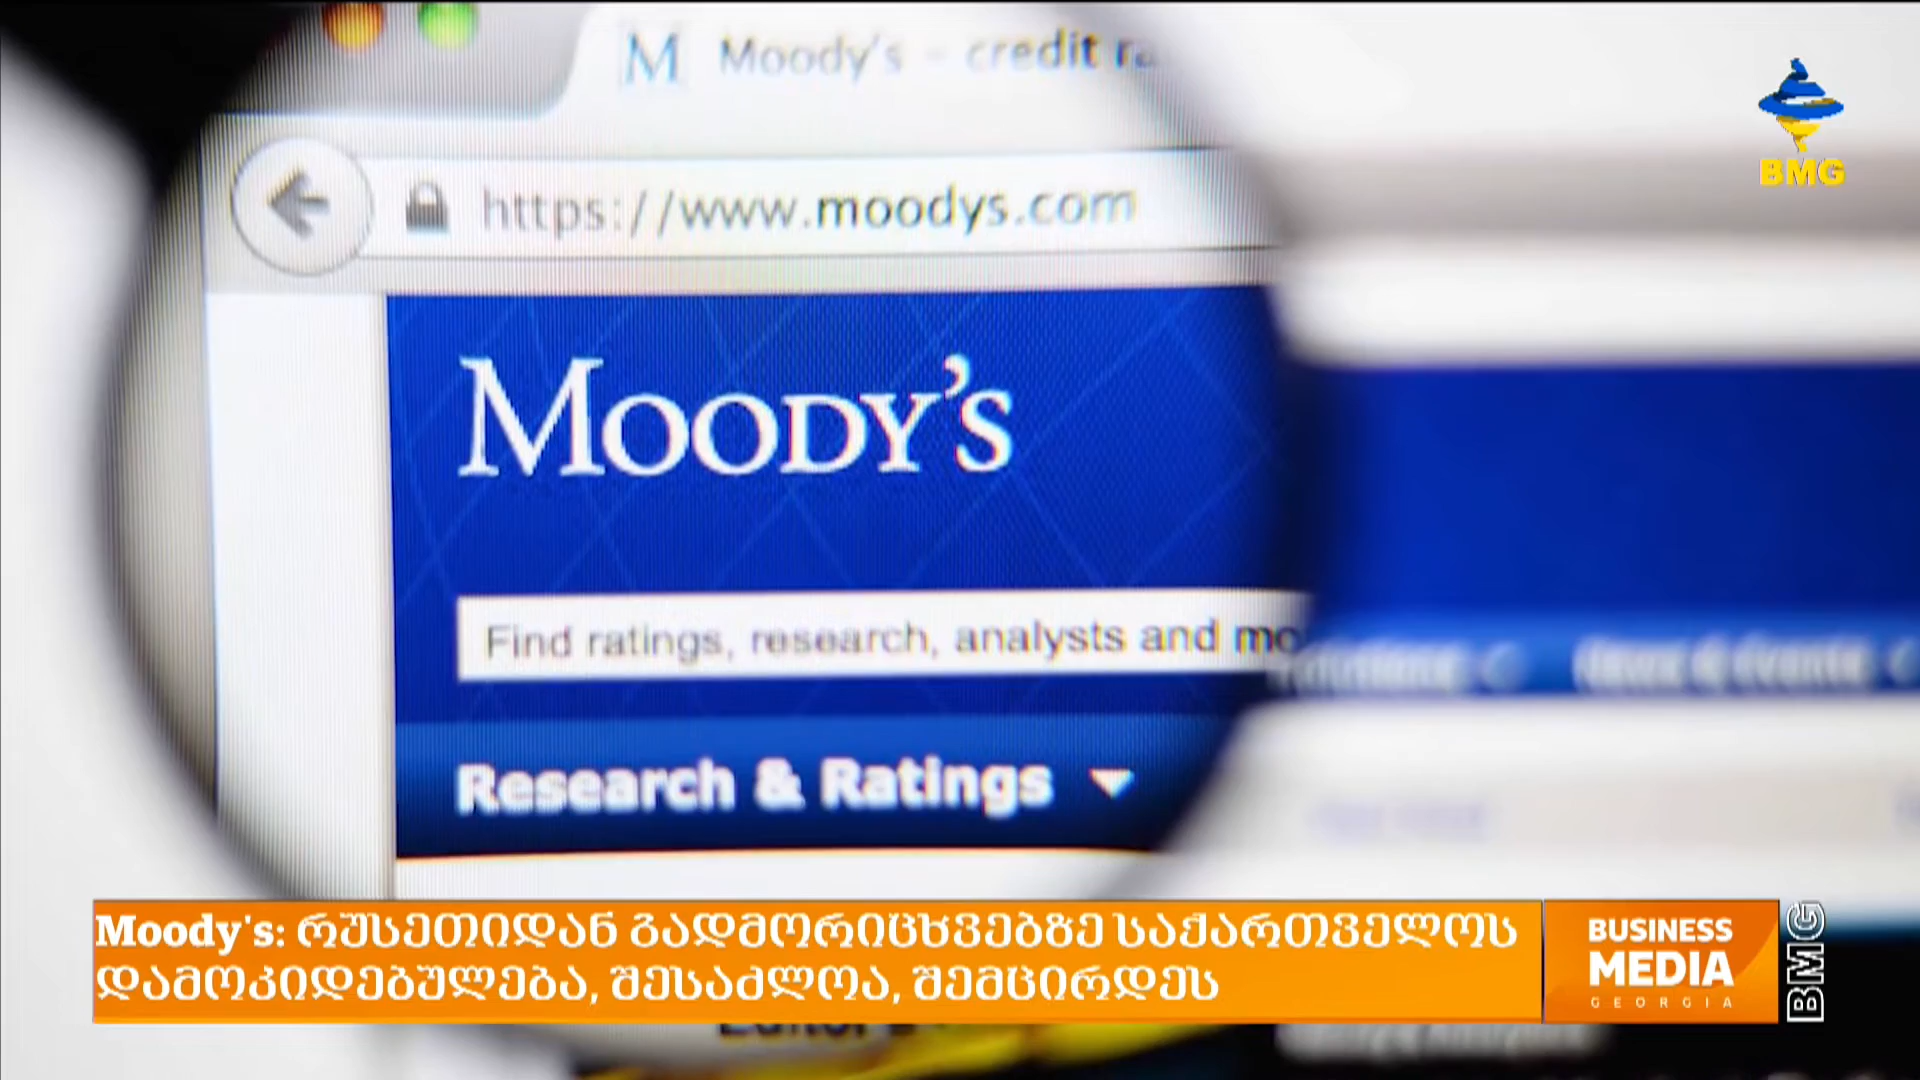 M Moody's - credit ra
https://www.moodys.com
BMG
MOODY'S
Find ratings, research, analysts and mo
Research & Ratings
Moody's: რუსეთიდან გადმორიცხვებზე საქართველოს
დამოკიდებულება, შესაძლოა, შემცირდეს
BUSINESS
MEDIA
GEORGIA
BMG